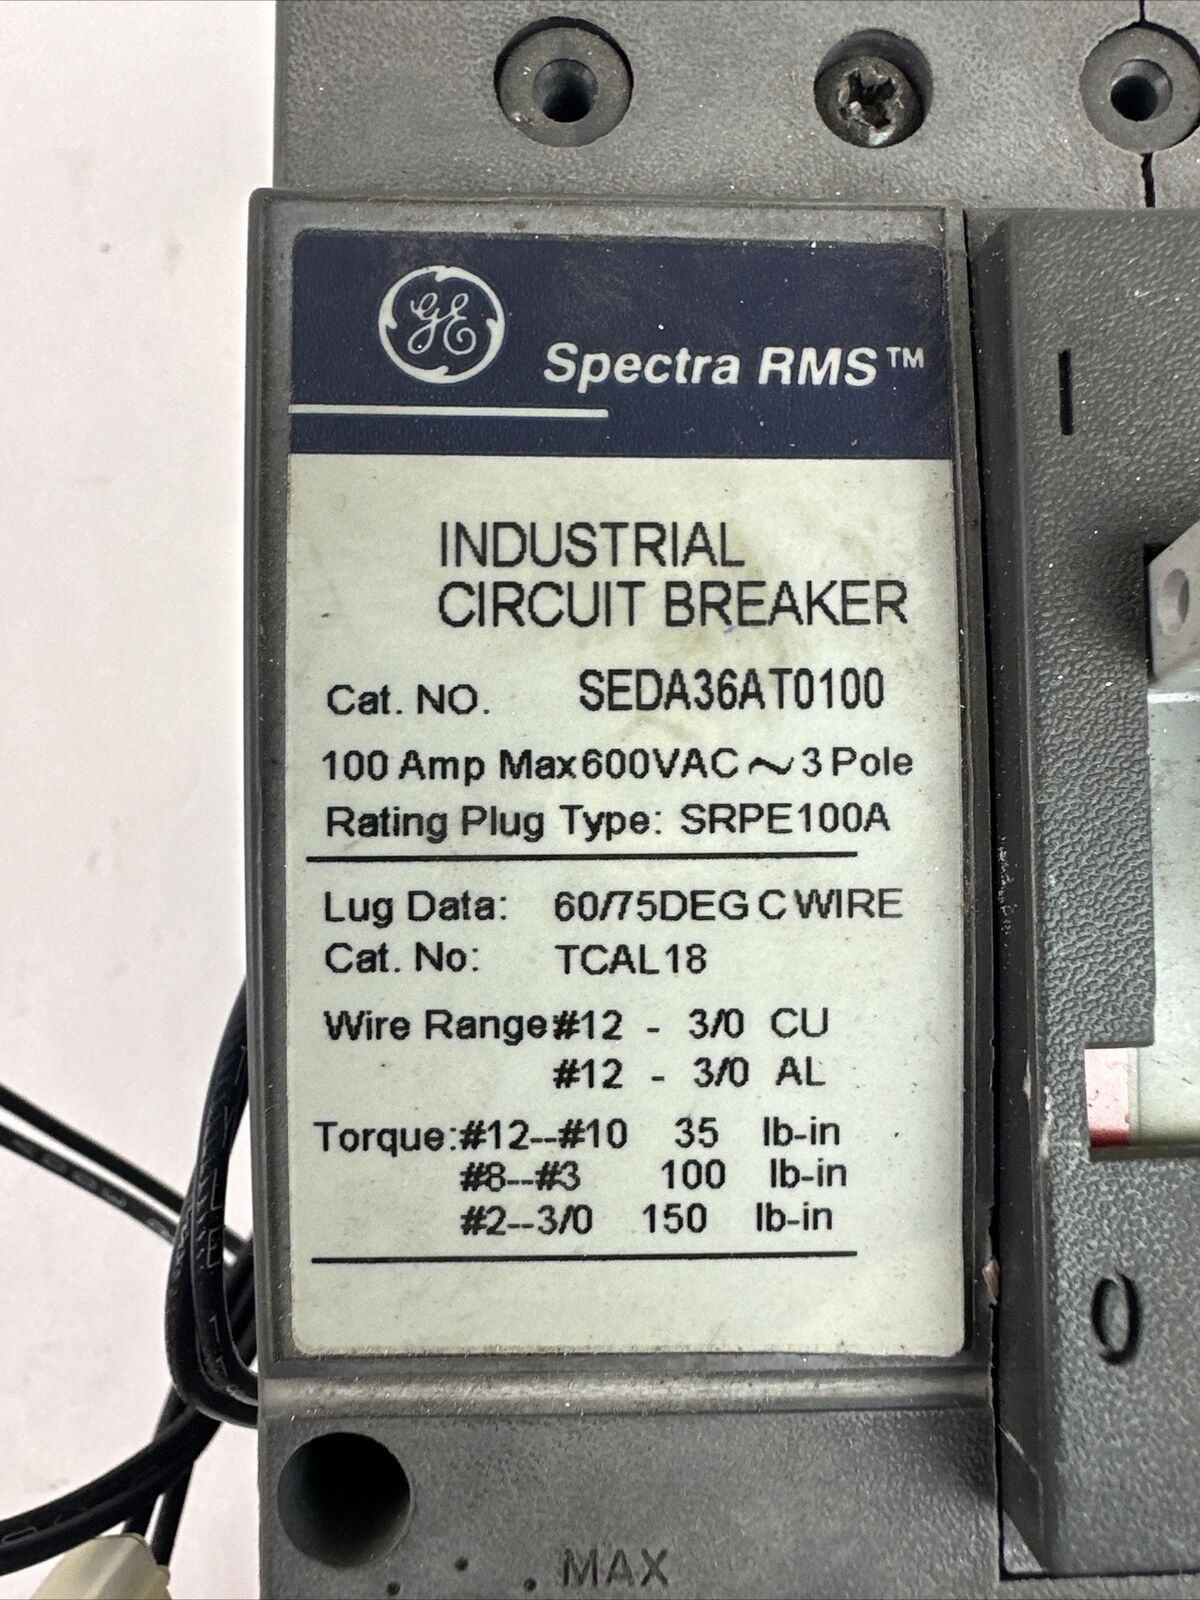 GE
Spectra RMS™
INDUSTRIAL
CIRCUIT BREAKER
Cat. NO. SEDA36AT0100
100 Amp Max 600VAC ~ 3 Pole
Rating Plug Type: SRPE100A
Lug Data: 60/75DEG C WIRE
Cat. No: TCAL18
Wire Range: #12 - 3/0 CU
#12 - 3/0 AL
Torque: #12--#10 35 lb-in
#8--#3 100 lb-in
#2--3/0 150 lb-in
I
O
MAX